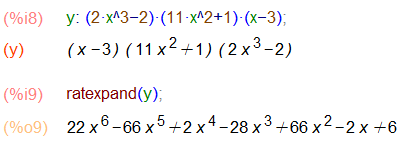 (%i8) y: (2·x^3−2)·(11·x^2+1)·(x−3);
(y) (x−3) (11 x² +1) (2 x³ −2)
(%i9) ratexpand(y);
(%o9) 22 x⁶ −66 x⁵ +2 x⁴ −28 x³ +66 x² −2 x +6